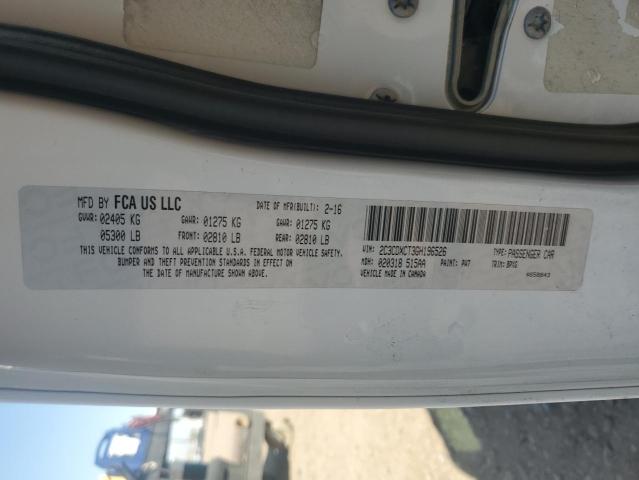 MFD BY FCA US LLC DATE OF MFR(BUILT): 2-16
GVWR: 02405 KG GAWR: 01275 KG GAWR: 01275 KG
05300 LB FRONT: 02810 LB REAR: 02810 LB
THIS VEHICLE CONFORMS TO ALL APPLICABLE U.S.A. FEDERAL MOTOR VEHICLE SAFETY,
BUMPER AND THEFT PREVENTION STANDARDS IN EFFECT ON
THE DATE OF MANUFACTURE SHOWN ABOVE.
VIN: 2C3CDXCT3GH196526 TYPE: PASSENGER CAR
MDH: 020318 515AA PAINT: PW7 TRIM: BPX9
VEHICLE MADE IN CANADA